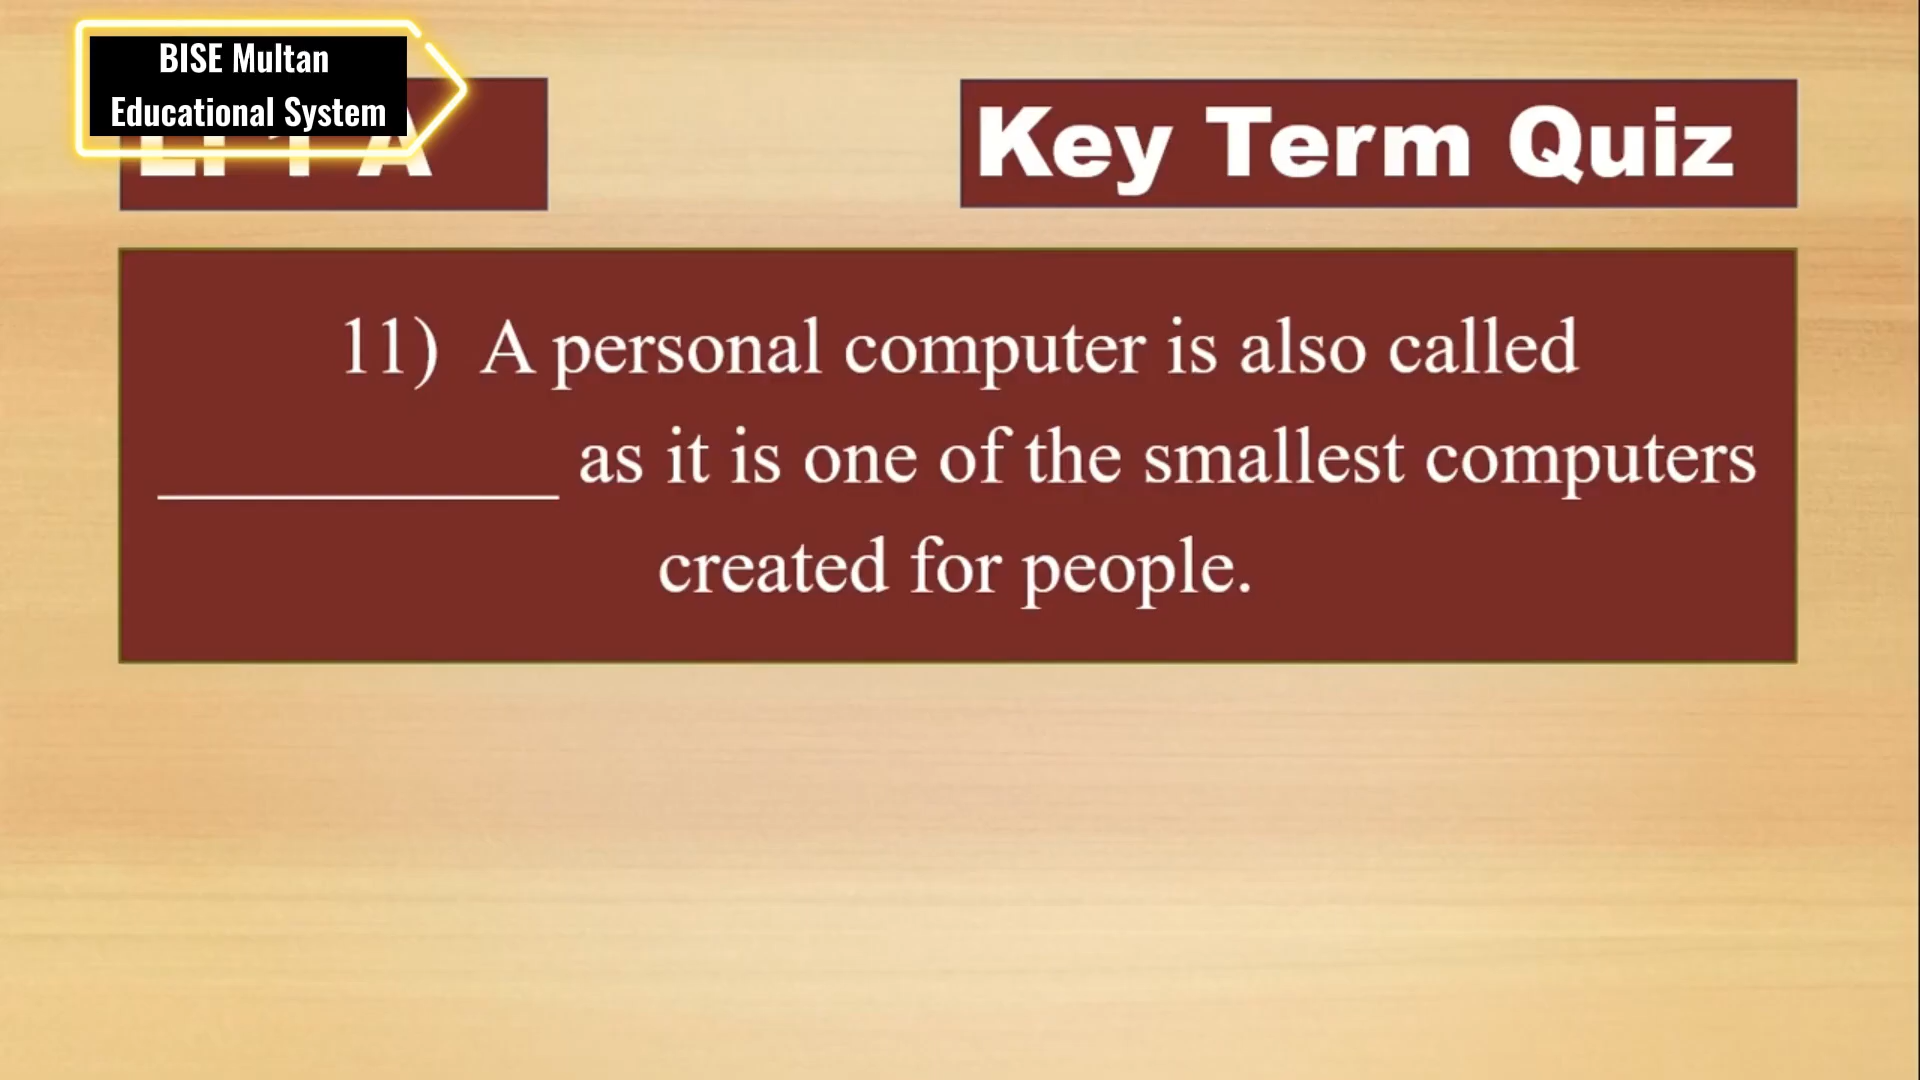 BISE Multan
Educational System
Key Term Quiz
11) A personal computer is also called
____________ as it is one of the smallest computers
created for people.